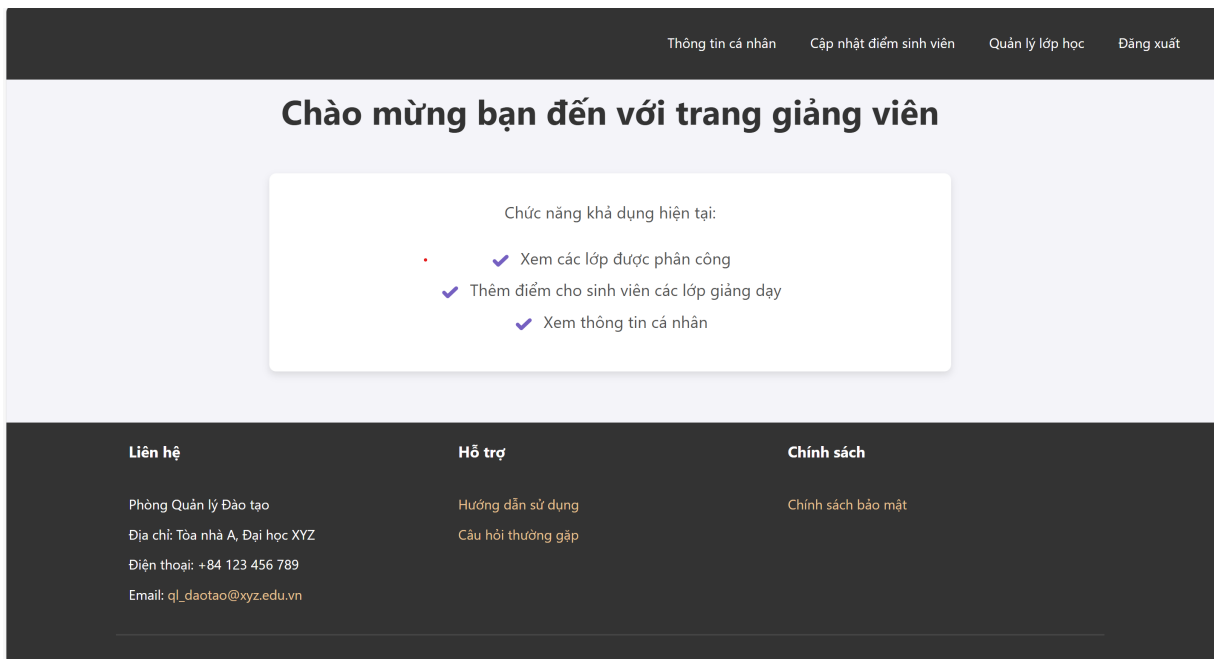 Thông tin cá nhân Cập nhật điểm sinh viên Quản lý lớp học Đăng xuất
Chào mừng bạn đến với trang giảng viên
Chức năng khả dụng hiện tại:
Xem các lớp được phân công
Thêm điểm cho sinh viên các lớp giảng dạy
Xem thông tin cá nhân
Liên hệ
Phòng Quản lý Đào tạo
Địa chỉ: Tòa nhà A, Đại học XYZ
Điện thoại: +84 123 456 789
Email: ql_daotao@xyz.edu.vn
Hỗ trợ
Hướng dẫn sử dụng
Câu hỏi thường gặp
Chính sách
Chính sách bảo mật